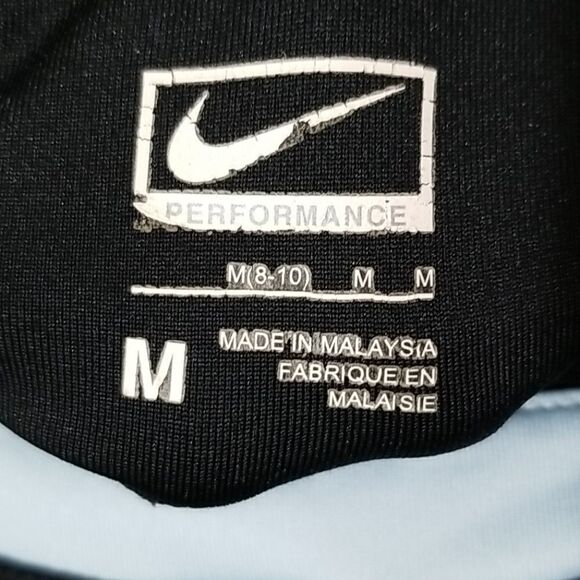 PERFORMANCE
M(8-10) M M
M
MADE IN MALAYSIA
FABRIQUE EN
MALAISIE